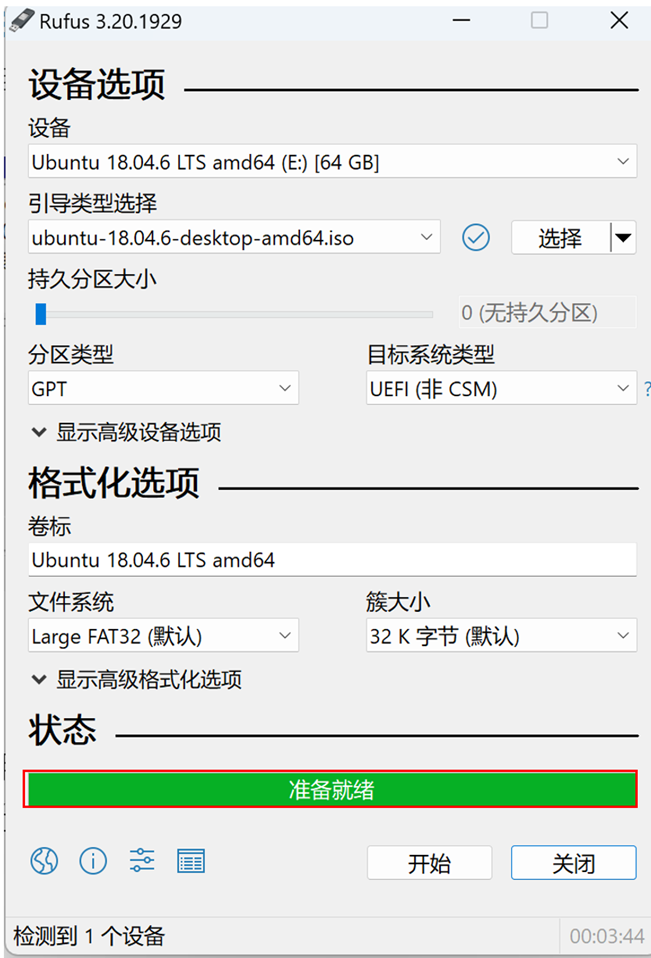 Rufus 3.20.1929
设备选项
设备
Ubuntu 18.04.6 LTS amd64 (E:) [64 GB]
引导类型选择
ubuntu-18.04.6-desktop-amd64.iso
选择
持久分区大小
0 (无持久分区)
分区类型
目标系统类型
GPT
UEFI (非 CSM)
?
显示高级设备选项
格式化选项
卷标
Ubuntu 18.04.6 LTS amd64
文件系统
簇大小
Large FAT32 (默认)
32 K 字节 (默认)
显示高级格式化选项
状态
准备就绪
开始
关闭
检测到 1 个设备
00:03:44